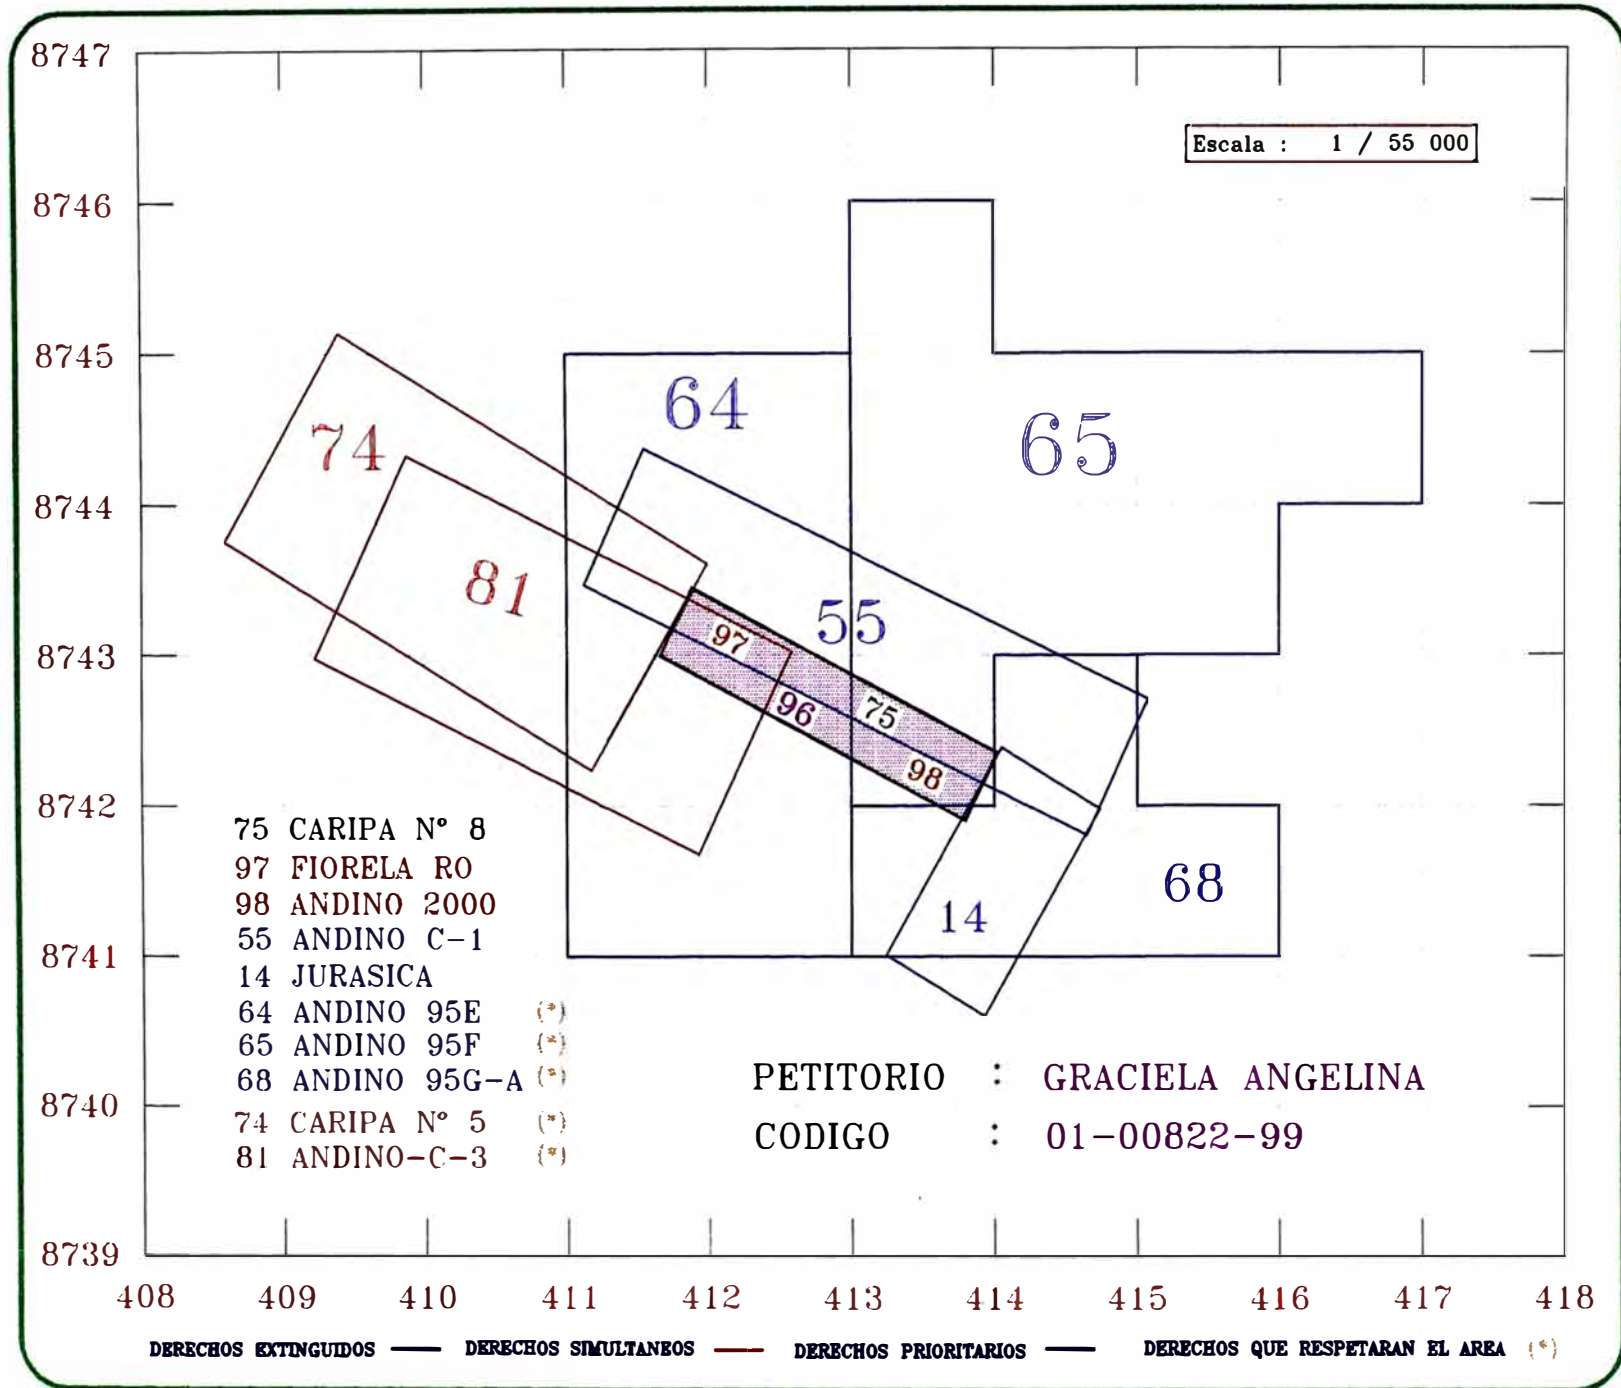 8747
Escala : 1 / 55 000
8746
8745
64
65
74
8744
81
55
8743
97
75
96
98
8742
75 CARIPA Nº 8
97 FIORELA RO
98 ANDINO 2000
68
55 ANDINO C-1
14
8741
14 JURASICA
64 ANDINO 95E (*)
65 ANDINO 95F (*)
68 ANDINO 95G-A (*)
PETITORIO : GRACIELA ANGELINA
8740
74 CARIPA Nº 5 (*)
CODIGO : 01-00822-99
81 ANDINO-C-3 (*)
8739
408 409 410 411 412 413 414 415 416 417 418
DERECHOS EXTINGUIDOS DERECHOS SIMULTANEOS DERECHOS PRIORITARIOS DERECHOS QUE RESPETARAN EL AREA (*)